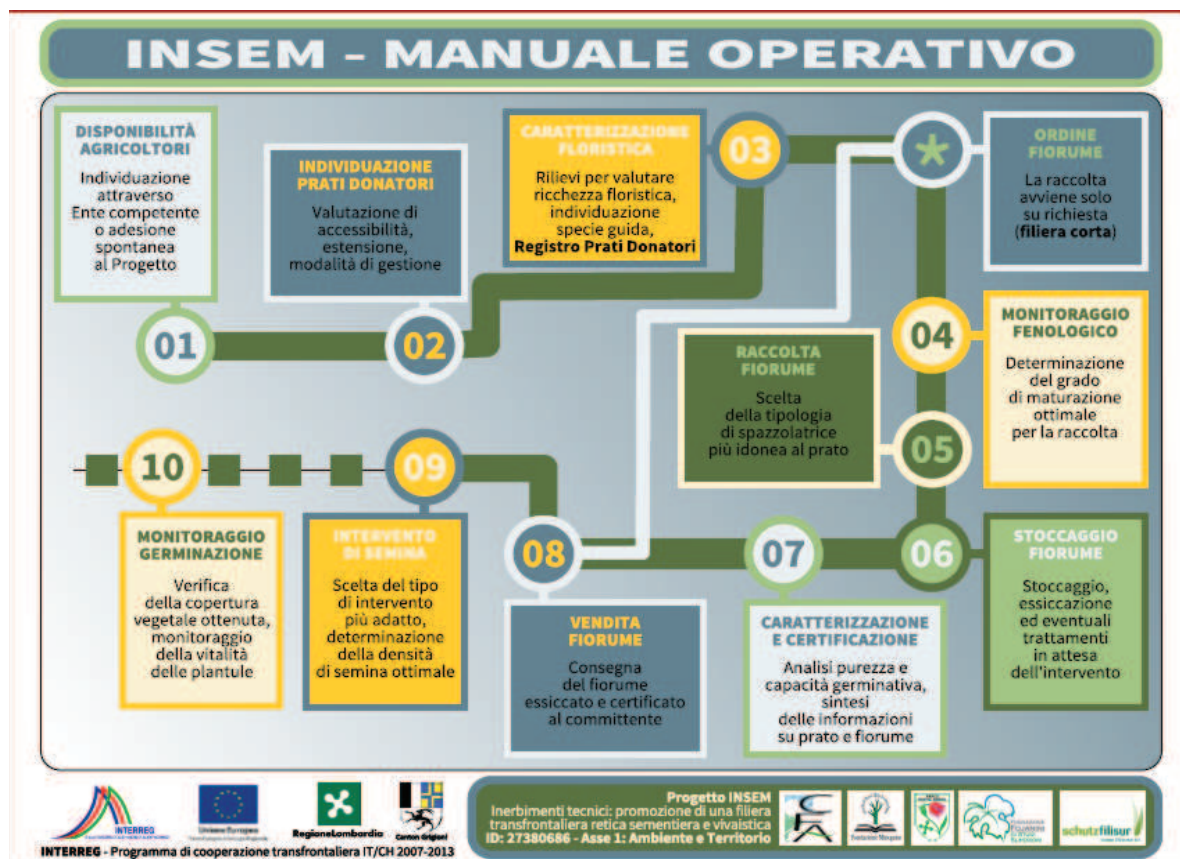 INSEM - MANUALE OPERATIVO
DISPONIBILITÀ
AGRICOLTORI
Individuazione
attraverso
Ente competente
o adesione
spontanea
al Progetto
01
INDIVIDUAZIONE
PRATI DONATORI
Valutazione di
accessibilità,
estensione,
modalità di gestione
02
CARATTERIZZAZIONE
FLORISTICA
Rilievi per valutare
ricchezza floristica,
individuazione
specie guida,
Registro Prati Donatori
03
*
ORDINE
FIORUME
La raccolta
avviene solo
su richiesta
(filiera corta)
04
MONITORAGGIO
FENOLOGICO
Determinazione
del grado
di maturazione
ottimale
per la raccolta
RACCOLTA
FIORUME
Scelta
della tipologia
di spazzolatrice
più idonea al prato
05
06
STOCCAGGIO
FIORUME
Stoccaggio,
essiccazione
ed eventuali
trattamenti
in attesa
dell'intervento
07
CARATTERIZZAZIONE
E CERTIFICAZIONE
Analisi purezza e
capacità germinativa,
sintesi
delle informazioni
su prato e fiorume
08
VENDITA
FIORUME
Consegna
del fiorume
essiccato e certificato
al committente
09
INTERVENTO
DI SEMINA
Scelta del tipo
di intervento
più adatto,
determinazione
della densità
di semina ottimale
10
MONITORAGGIO
GERMINAZIONE
Verifica
della copertura
vegetale ottenuta,
monitoraggio
della vitalità
delle plantule
INTERREG
Unione Europea
RegioneLombardia
Canton Grigioni
INTERREG - Programma di cooperazione transfrontaliera IT/CH 2007-2013
Progetto INSEM
Inerbimenti tecnici: promozione di una filiera
transfrontaliera retica sementiera e vivaistica
ID: 27380686 - Asse 1: Ambiente e Territorio
CFA
Fondazione Minoprio
schutzfilisur